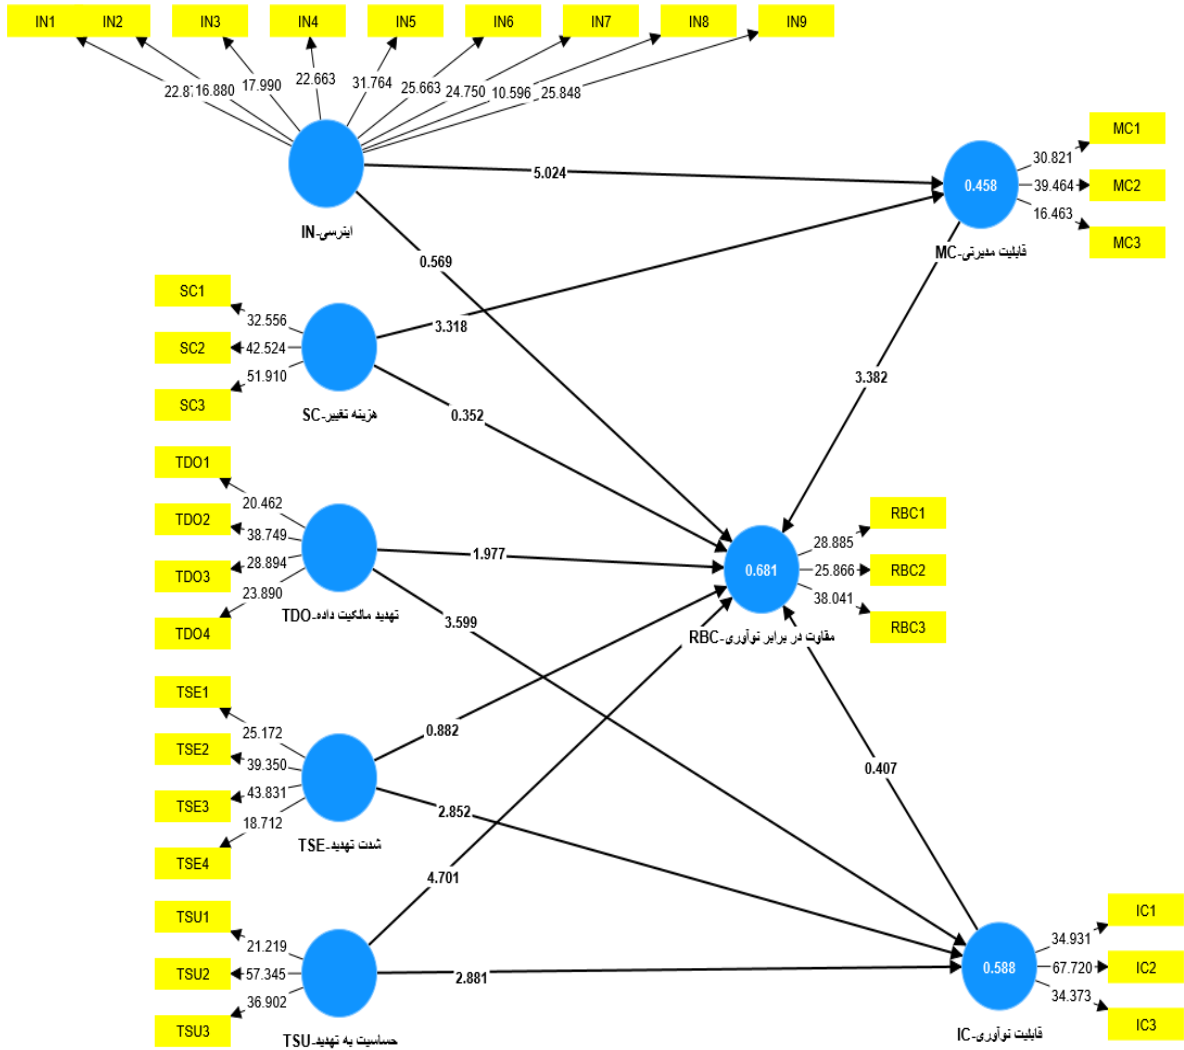 IN1 IN2 IN3 IN4 IN5 IN6 IN7 IN8 IN9
22.8 16.880 17.990 22.663 31.764 25.663 24.750 10.596 25.848
اینرسی-IN
5.024
0.569
MC1
30.821
0.458
39.464
MC2
16.463
MC3
قابلیت مدیرتی-MC
SC1
32.556
SC2
42.524
51.910
SC3
هزینه تغییر-SC
3.318
0.352
3.382
TDO1
20.462
TDO2
38.749
TDO3
28.894
23.890
TDO4
تهدید مالکیت داده-TDO
1.977
3.599
RBC1
28.885
0.681
25.866
RBC2
38.041
RBC3
مقاوت در برابر نوآوری-RBC
TSE1
25.172
TSE2
39.350
TSE3
43.831
18.712
TSE4
شدت تهدید-TSE
0.882
2.852
0.407
TSU1
21.219
TSU2
57.345
36.902
TSU3
حساسیت به تهدید-TSU
4.701
2.881
IC1
34.931
0.588
67.720
IC2
34.373
IC3
قابلیت نوآوری-IC